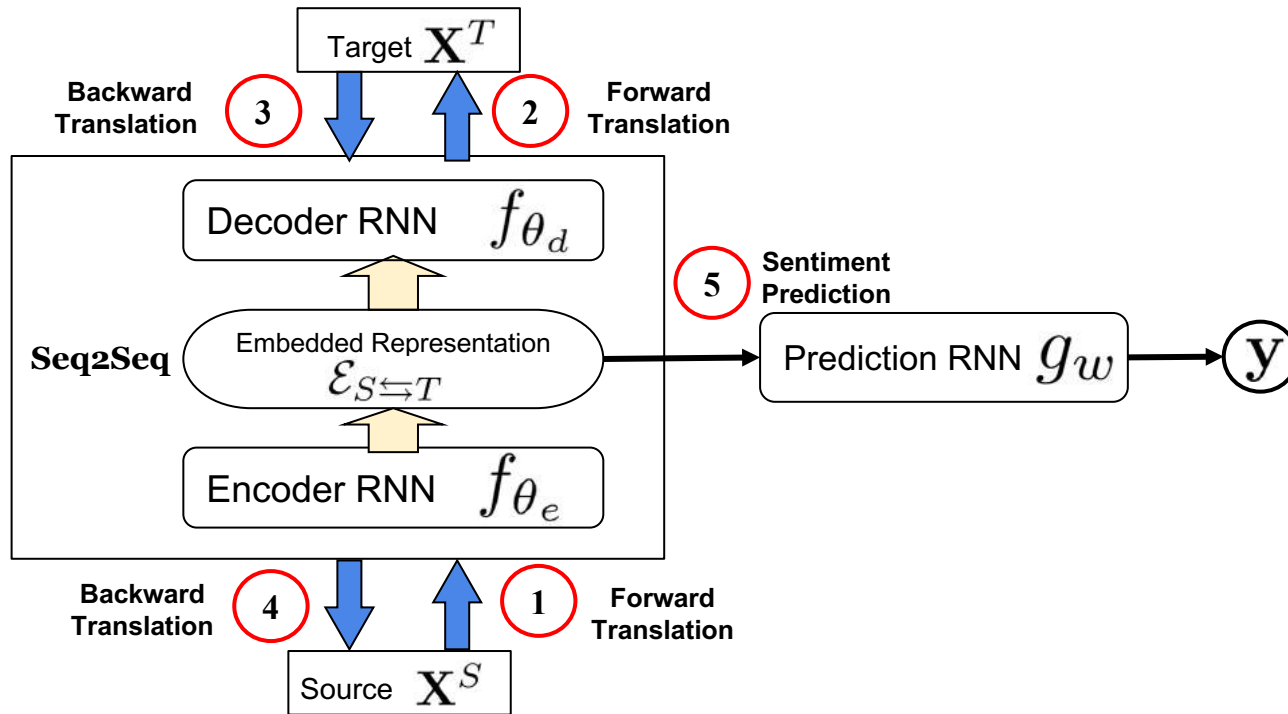 Target X^T
Backward
Translation
3
2
Forward
Translation
Decoder RNN f_{θ_d}
Seq2Seq
Embedded Representation
ℰ_{S⇆T}
5
Sentiment
Prediction
Prediction RNN g_w
y
Encoder RNN f_{θ_e}
Backward
Translation
4
1
Forward
Translation
Source X^S